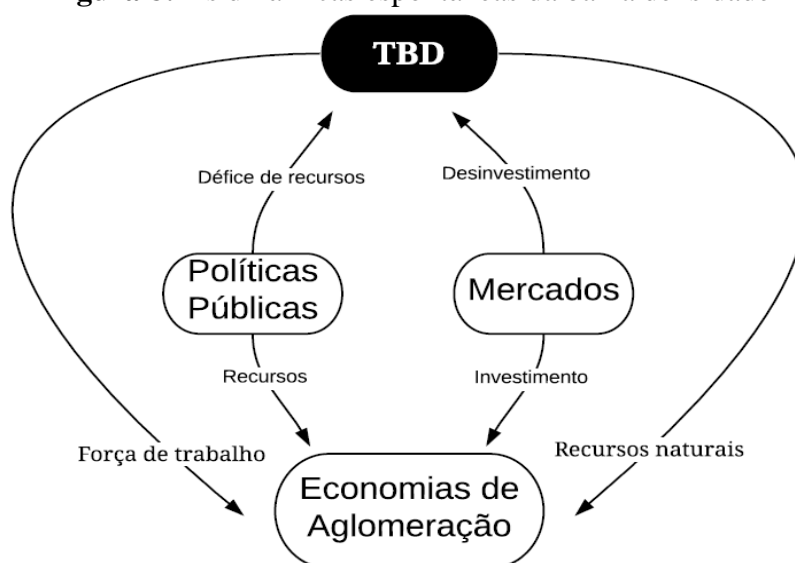 TBD
Défice de recursos
Desinvestimento
Políticas
Públicas
Mercados
Recursos
Investimento
Força de trabalho
Recursos naturais
Economias de
Aglomeração